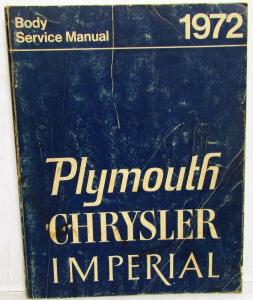 Body
Service Manual 1972
Plymouth
CHRYSLER
IMPERIAL